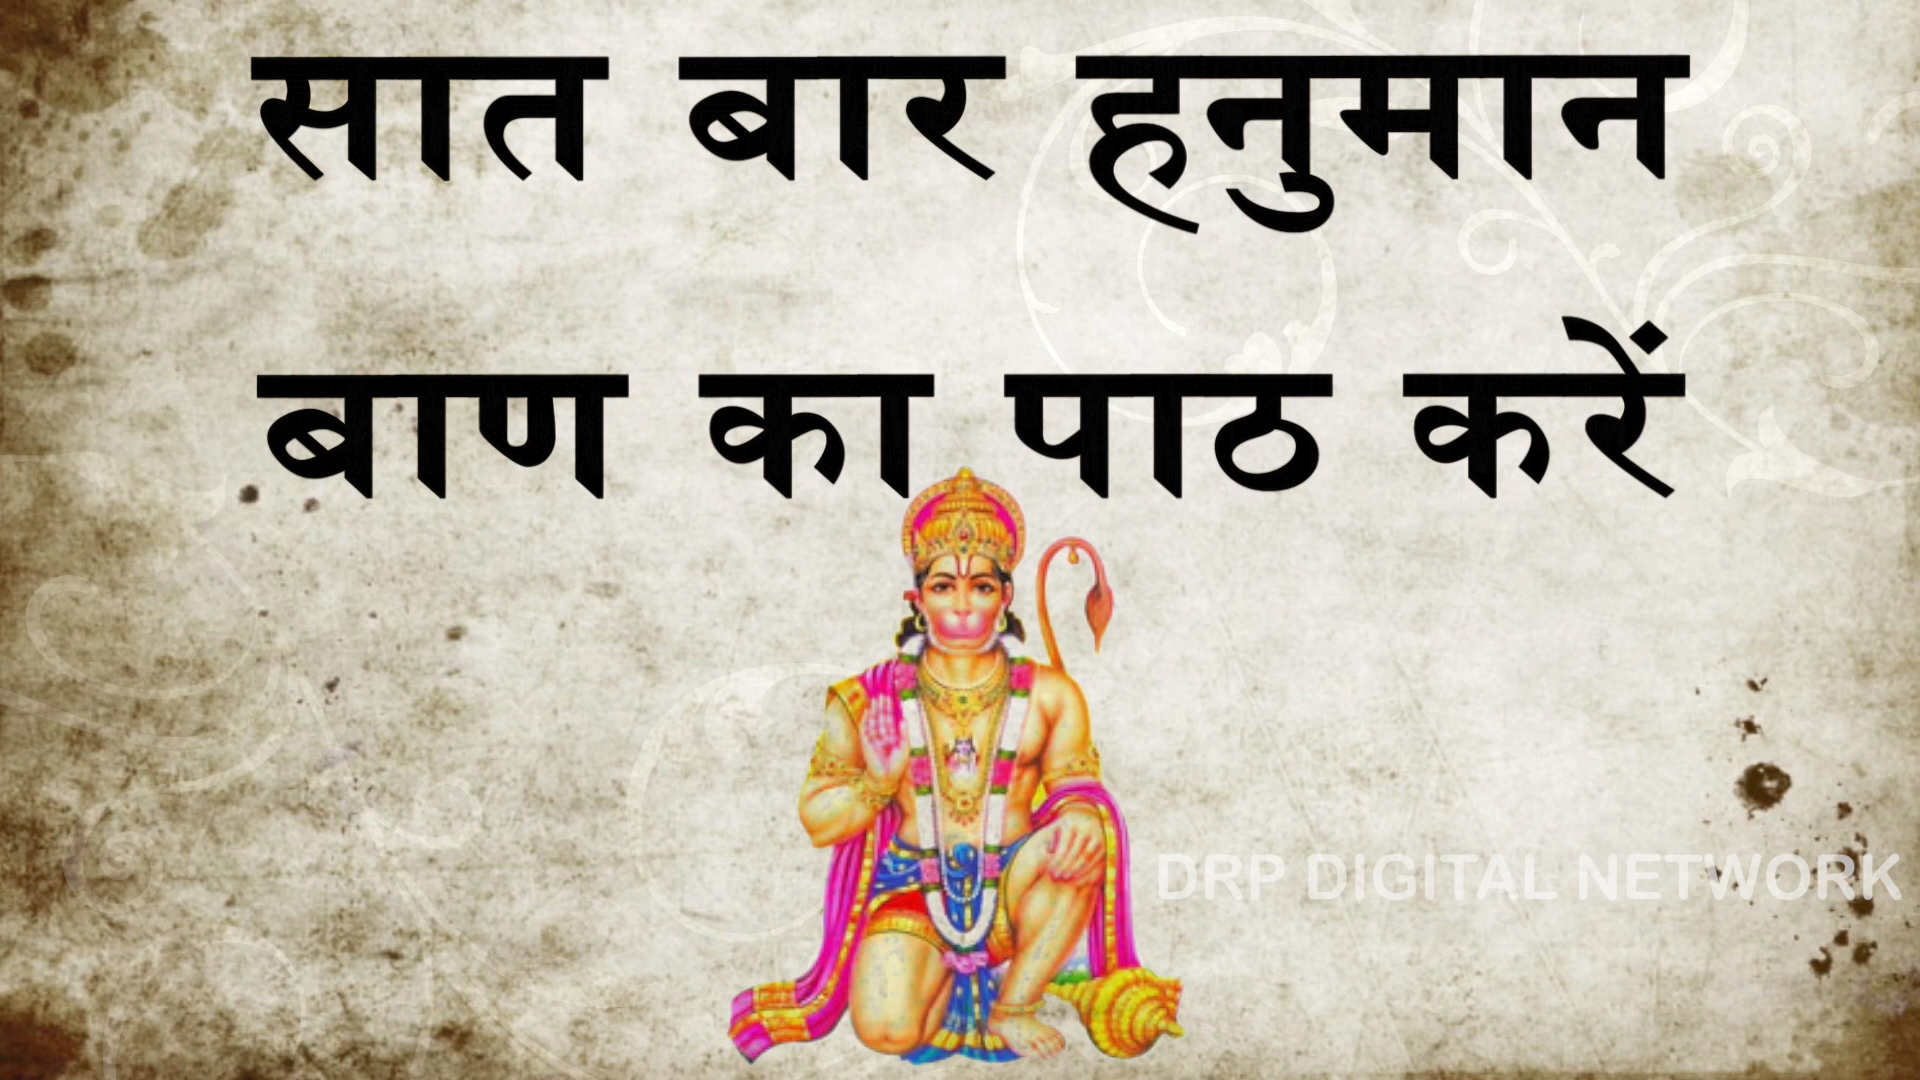 सात बार हनुमान
बाण का पाठ करें
DRP DIGITAL NETWORK